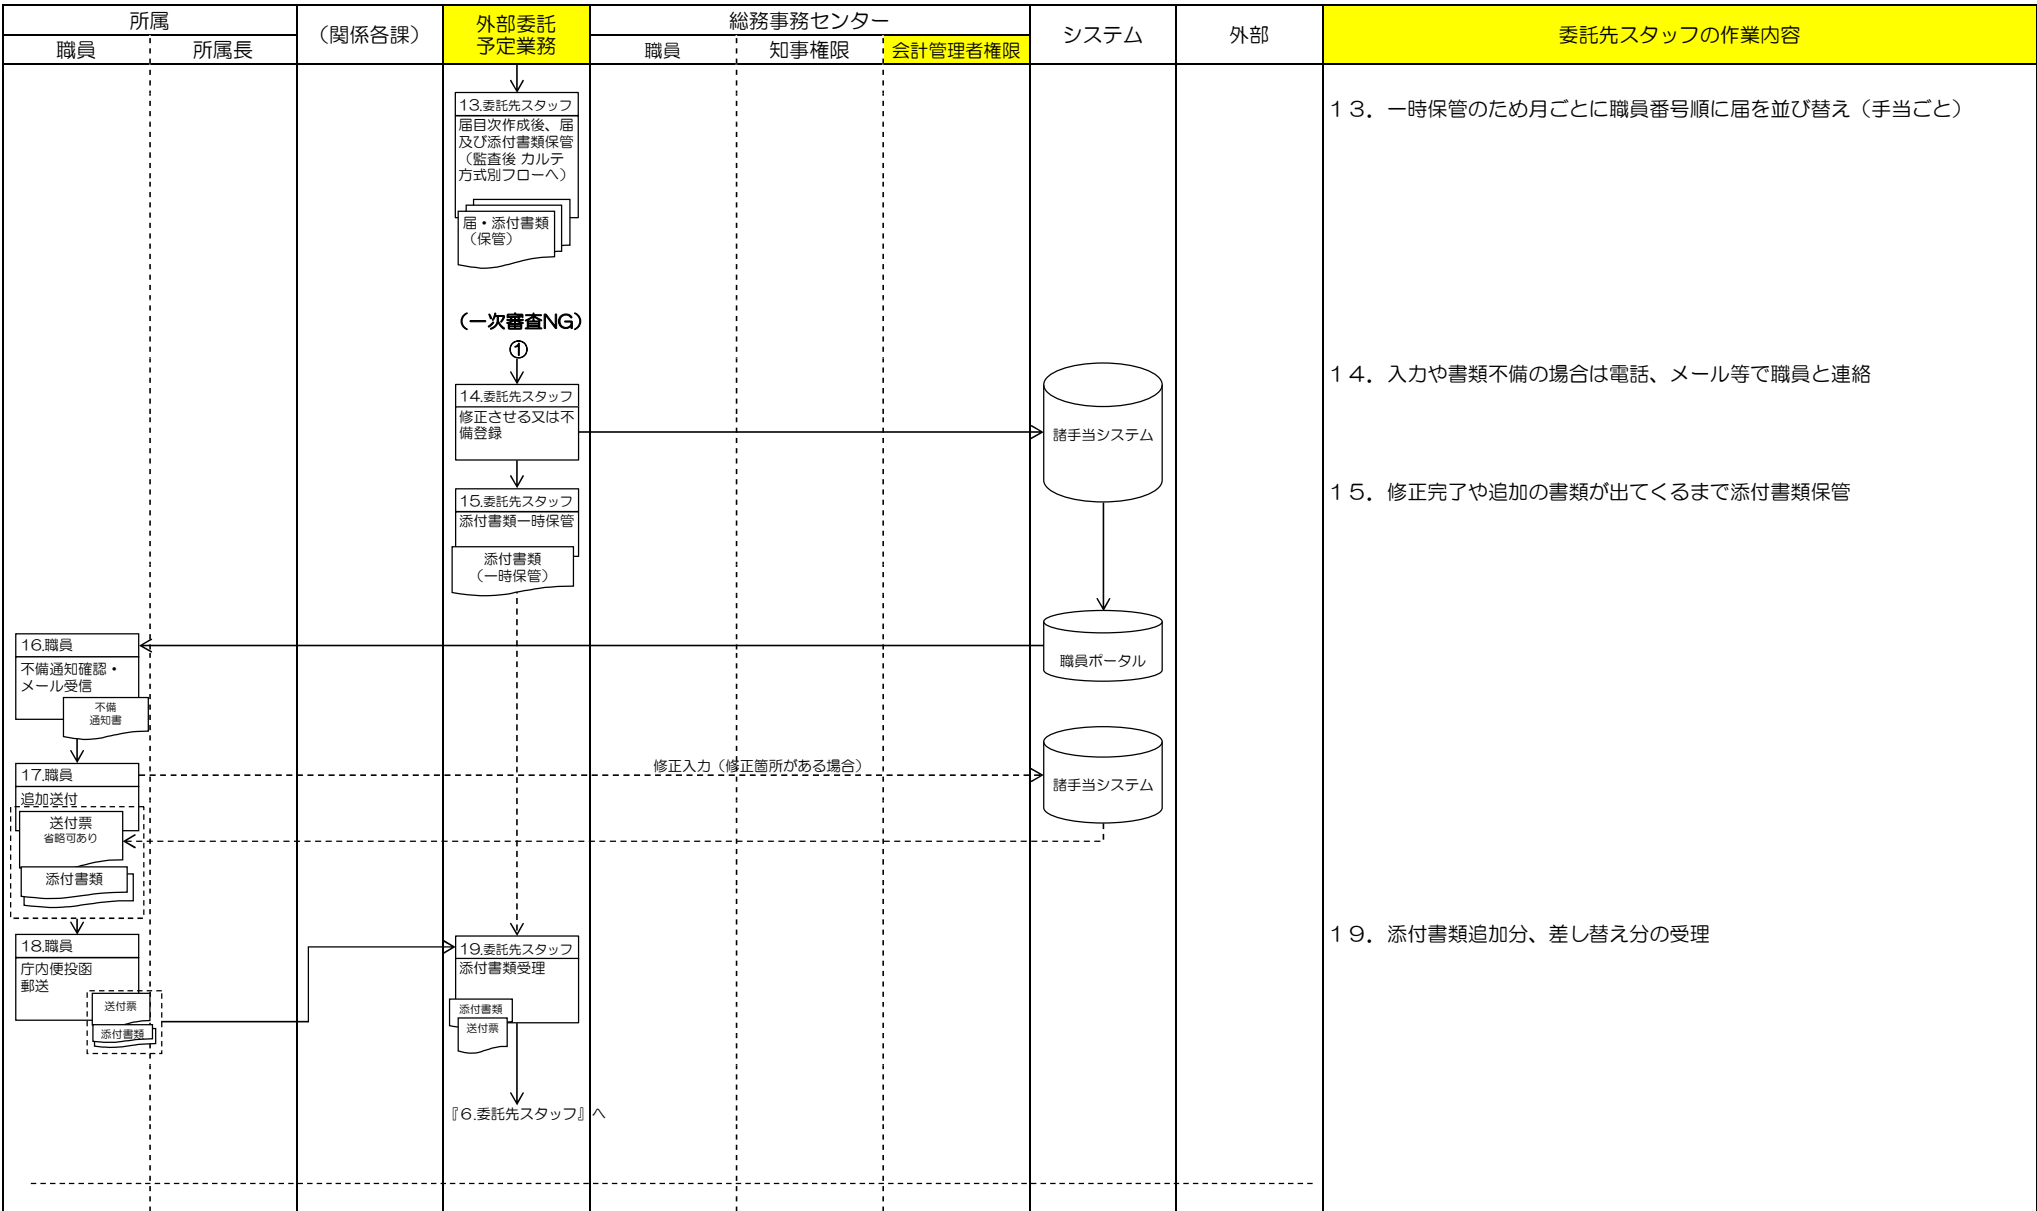 所属
（関係各課）
外部委託
予定業務
総務事務センター
システム
外部
委託先スタッフの作業内容
職員
所属長
職員
知事権限
会計管理者権限
13.委託先スタッフ
届目次作成後、届
及び添付書類保管
（監査後 カルテ
方式別フローへ）
届・添付書類
（保管）
１３．一時保管のため月ごとに職員番号順に届を並び替え（手当ごと）
（一次審査NG）
①
14.委託先スタッフ
修正させる又は不
備登録
諸手当システム
１４．入力や書類不備の場合は電話、メール等で職員と連絡
15.委託先スタッフ
添付書類一時保管
添付書類
（一時保管）
１５．修正完了や追加の書類が出てくるまで添付書類保管
16.職員
不備通知確認・
メール受信
不備
通知書
職員ポータル
17.職員
追加送付
送付票
省略可あり
添付書類
修正入力（修正箇所がある場合）
諸手当システム
18.職員
庁内便投函
郵送
送付票
添付書類
19.委託先スタッフ
添付書類受理
添付書類
送付票
１９．添付書類追加分、差し替え分の受理
『6.委託先スタッフ』へ